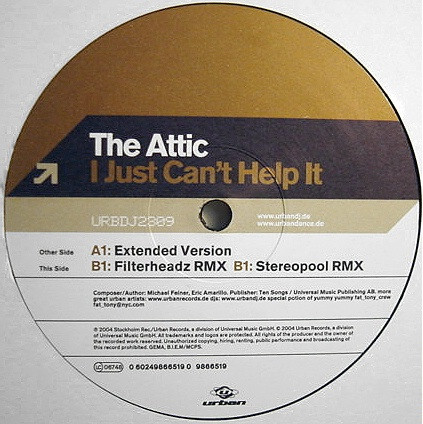 The Attic
I Just Can't Help It
URBDJ2809
www.urbandj.de
www.urbandance.de
Other Side A1: Extended Version
This Side B1: Filterheadz RMX B1: Stereopool RMX
Composer/Author: Michael Feiner, Eric Amarillo. Publisher: Ten Songs / Universal Music Publishing AB. more
great urban artists: www.urbanrecords.de djs: www.urbandj.de special potion of yummy yummy fat_tony_crew
fat_tony@nyc.com
℗ 2004 Stockholm Rec/Urban Records, a division of Universal Music GmbH. © 2004 Urban Records, a division
of Universal Music GmbH. All trademarks and logos are protected. All rights of the producer and the owner of
the recorded work reserved. Unauthorized copying, hiring, renting, public performance and broadcasting of
this record prohibited. GEMA, B.I.E.M/MCPS.
LC 06748 0 60249866519 0 9866519
urban